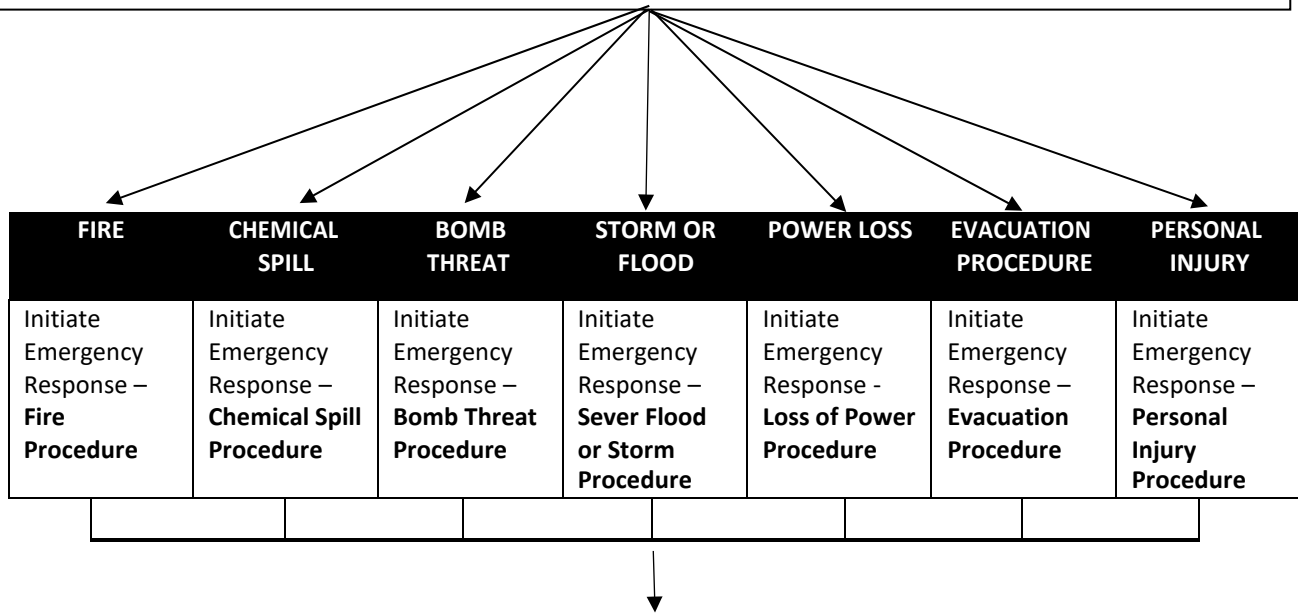 FIRE
CHEMICAL
SPILL
BOMB
THREAT
STORM OR
FLOOD
POWER LOSS
EVACUATION
PROCEDURE
PERSONAL
INJURY
Initiate
Emergency
Response –
Fire
Procedure
Initiate
Emergency
Response –
Chemical Spill
Procedure
Initiate
Emergency
Response –
Bomb Threat
Procedure
Initiate
Emergency
Response –
Sever Flood
or Storm
Procedure
Initiate
Emergency
Response -
Loss of Power
Procedure
Initiate
Emergency
Response –
Evacuation
Procedure
Initiate
Emergency
Response –
Personal
Injury
Procedure